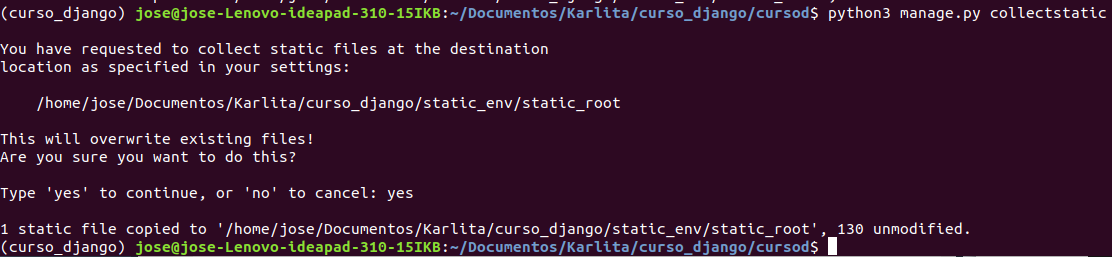 (curso_django) jose@jose-Lenovo-ideapad-310-15IKB:~/Documentos/Karlita/curso_django/cursod$ python3 manage.py collectstatic
You have requested to collect static files at the destination
location as specified in your settings:
/home/jose/Documentos/Karlita/curso_django/static_env/static_root
This will overwrite existing files!
Are you sure you want to do this?
Type 'yes' to continue, or 'no' to cancel: yes
1 static file copied to '/home/jose/Documentos/Karlita/curso_django/static_env/static_root', 130 unmodified.
(curso_django) jose@jose-Lenovo-ideapad-310-15IKB:~/Documentos/Karlita/curso_django/cursod$